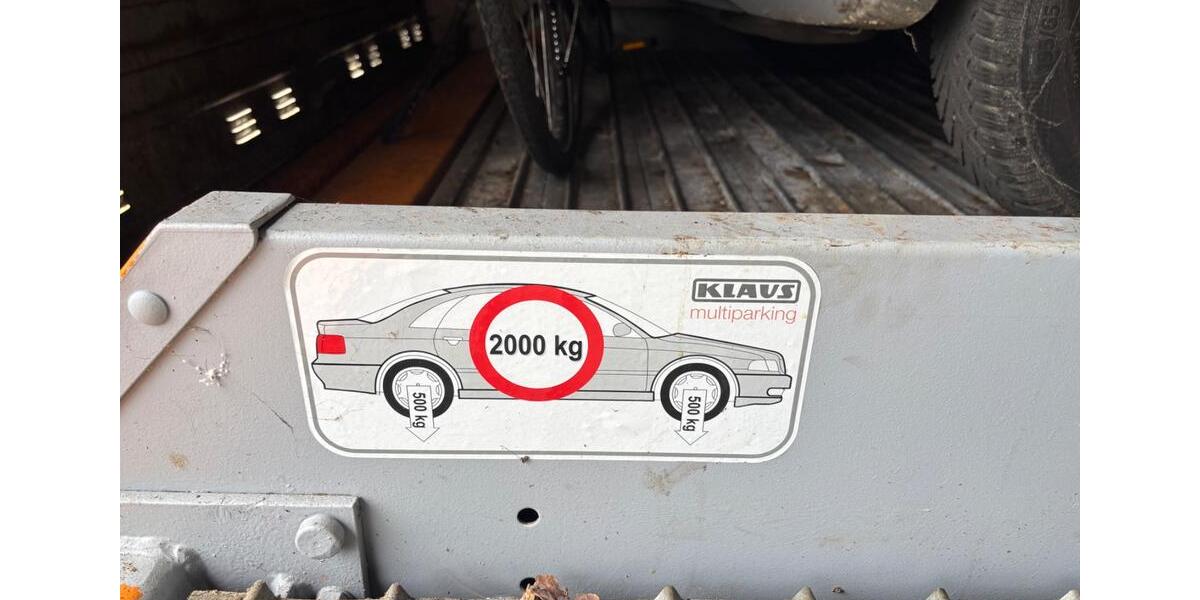 KLAUS
multiparking
2000 kg
500 kg
500 kg